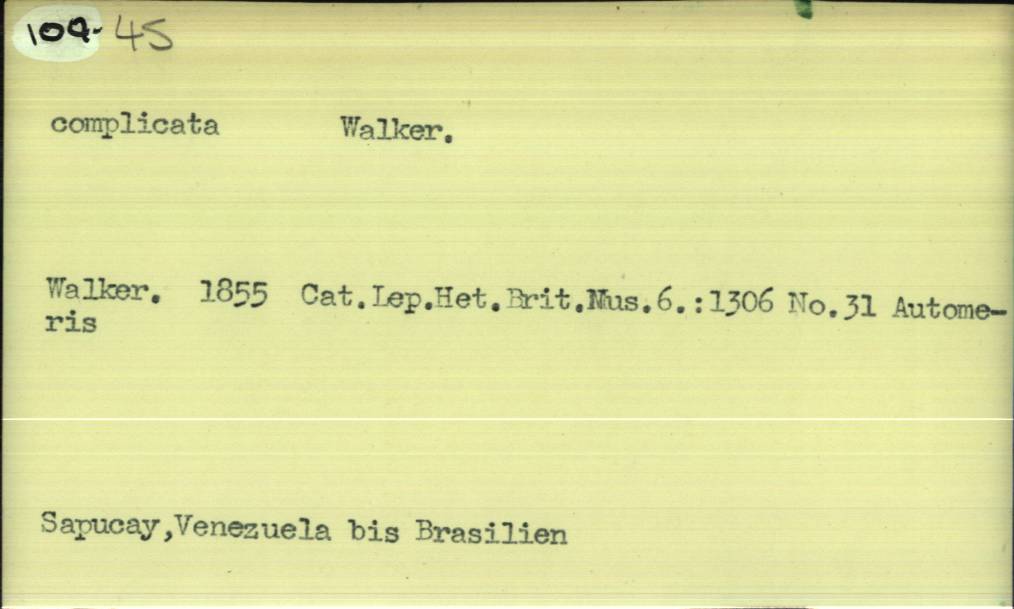 109-45
complicata Walker.
Walker. 1855 Cat.Lep.Het.Brit.Mus.6.:1306 No.31 Autome-
ris
Sapucay,Venezuela bis Brasilien